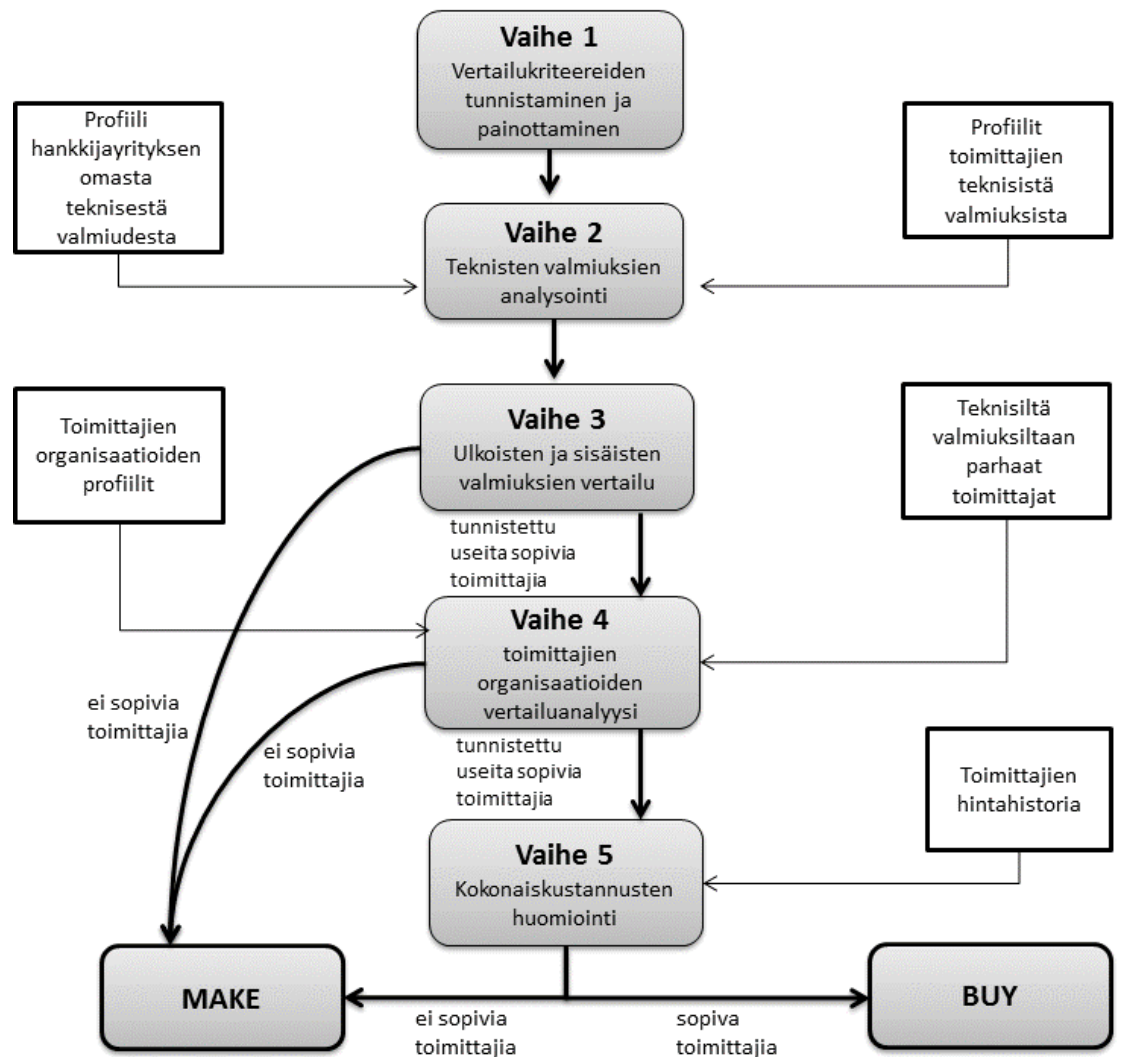 Vaihe 1
Vertailukriteereiden
tunnistaminen ja
painottaminen
Profiili
hankkijayrityksen
omasta
teknisestä
valmiudesta
Profiilit
toimittajien
teknisistä
valmiuksista
Vaihe 2
Teknisten valmiuksien
analysointi
Vaihe 3
Ulkoisten ja sisäisten
valmiuksien vertailu
Toimittajien
organisaatioiden
profiilit
Teknisiltä
valmiuksiltaan
parhaat
toimittajat
tunnistettu
useita sopivia
toimittajia
Vaihe 4
toimittajien
organisaatioiden
vertailuanalyysi
ei sopivia
toimittajia
ei sopivia
toimittajia
tunnistettu
useita sopivia
toimittajia
Toimittajien
hintahistoria
Vaihe 5
Kokonaiskustannusten
huomiointi
MAKE
BUY
ei sopivia
toimittajia
sopiva
toimittaja